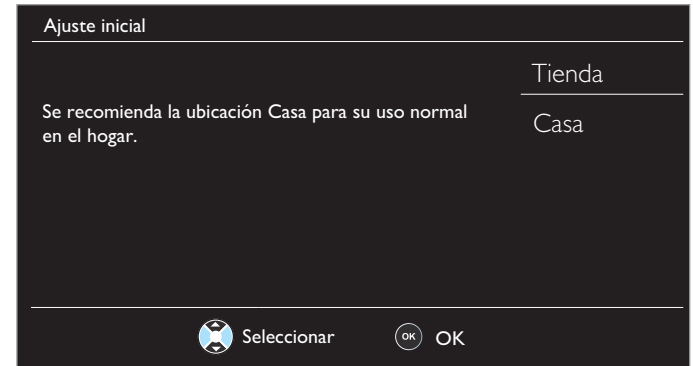 Ajuste inicial
Tienda
Se recomienda la ubicación Casa para su uso normal
en el hogar.
Casa
Seleccionar
OK
OK